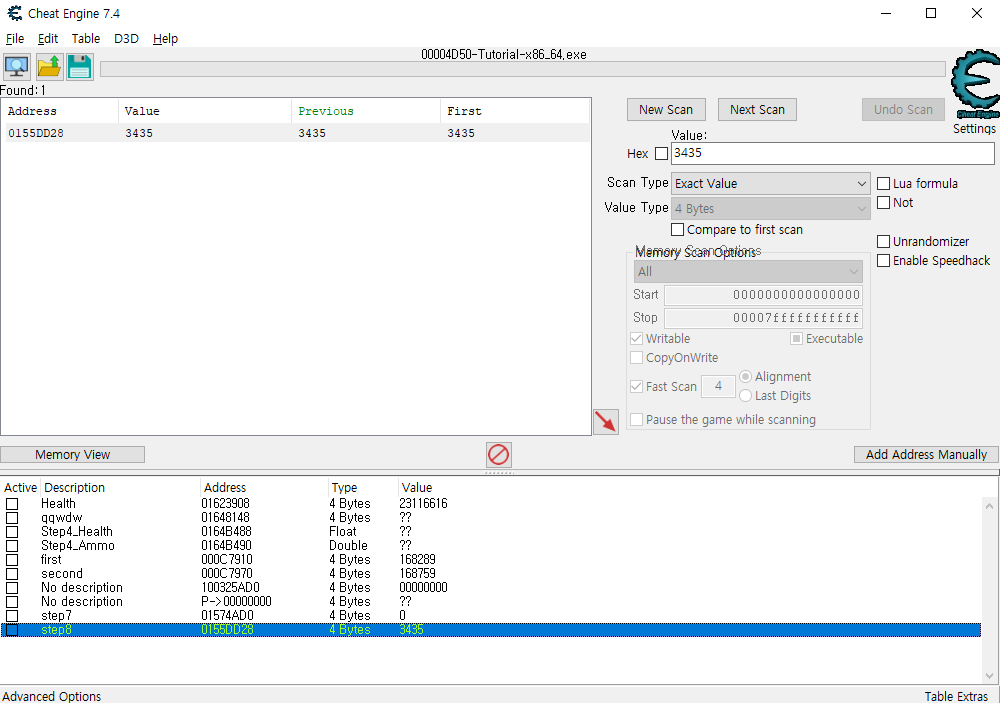 Cheat Engine 7.4
File Edit Table D3D Help
00004D50-Tutorial-x86_64.exe
Found:1
Address Value Previous First
0155DD28 3435 3435 3435
New Scan Next Scan Undo Scan
Cheat Engine
Settings
Value:
Hex 3435
Scan Type Exact Value Lua formula
Value Type 4 Bytes Not
Compare to first scan
Unrandomizer
Enable Speedhack
Memory Scan Options
All
Start 0000000000000000
Stop 00007fffffffffff
Writable Executable
CopyOnWrite
Fast Scan 4 Alignment
Last Digits
Pause the game while scanning
Memory View Add Address Manually
Active Description Address Type Value
Health 01623908 4 Bytes 23116616
qqwdw 01648148 4 Bytes ??
Step4_Health 0164B488 Float ??
Step4_Ammo 0164B490 Double ??
first 000C7910 4 Bytes 168289
second 000C7970 4 Bytes 168759
No description 100325AD0 4 Bytes 00000000
No description P->00000000 4 Bytes ??
step7 01574AD0 4 Bytes 0
step8 0155DD28 4 Bytes 3435
Advanced Options Table Extras